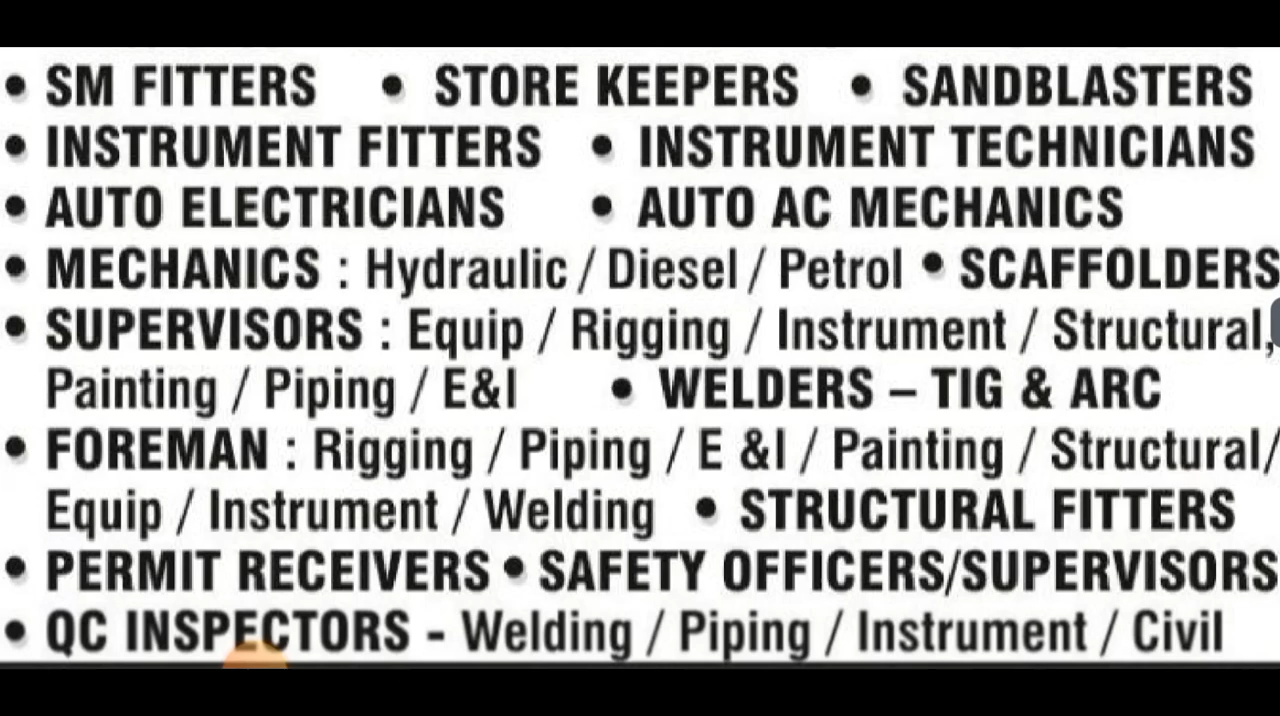 • SM FITTERS • STORE KEEPERS • SANDBLASTERS
• INSTRUMENT FITTERS • INSTRUMENT TECHNICIANS
• AUTO ELECTRICIANS • AUTO AC MECHANICS
• MECHANICS : Hydraulic / Diesel / Petrol • SCAFFOLDERS
• SUPERVISORS : Equip / Rigging / Instrument / Structural,
Painting / Piping / E&I • WELDERS – TIG & ARC
• FOREMAN : Rigging / Piping / E &I / Painting / Structural/
Equip / Instrument / Welding • STRUCTURAL FITTERS
• PERMIT RECEIVERS • SAFETY OFFICERS/SUPERVISORS
• QC INSPECTORS - Welding / Piping / Instrument / Civil